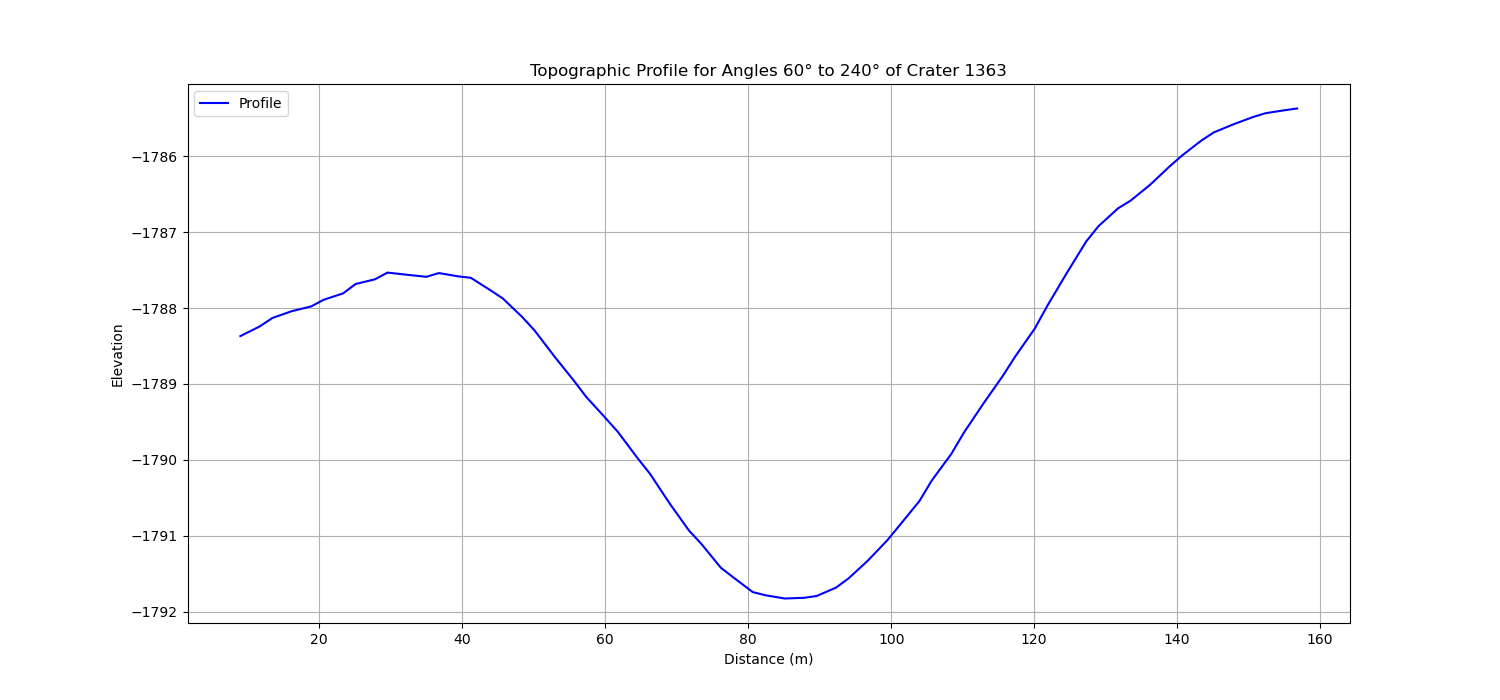 Topographic Profile for Angles 60° to 240° of Crater 1363
Profile
−1786
−1787
−1788
−1789
−1790
−1791
−1792
Elevation
20 40 60 80 100 120 140 160
Distance (m)